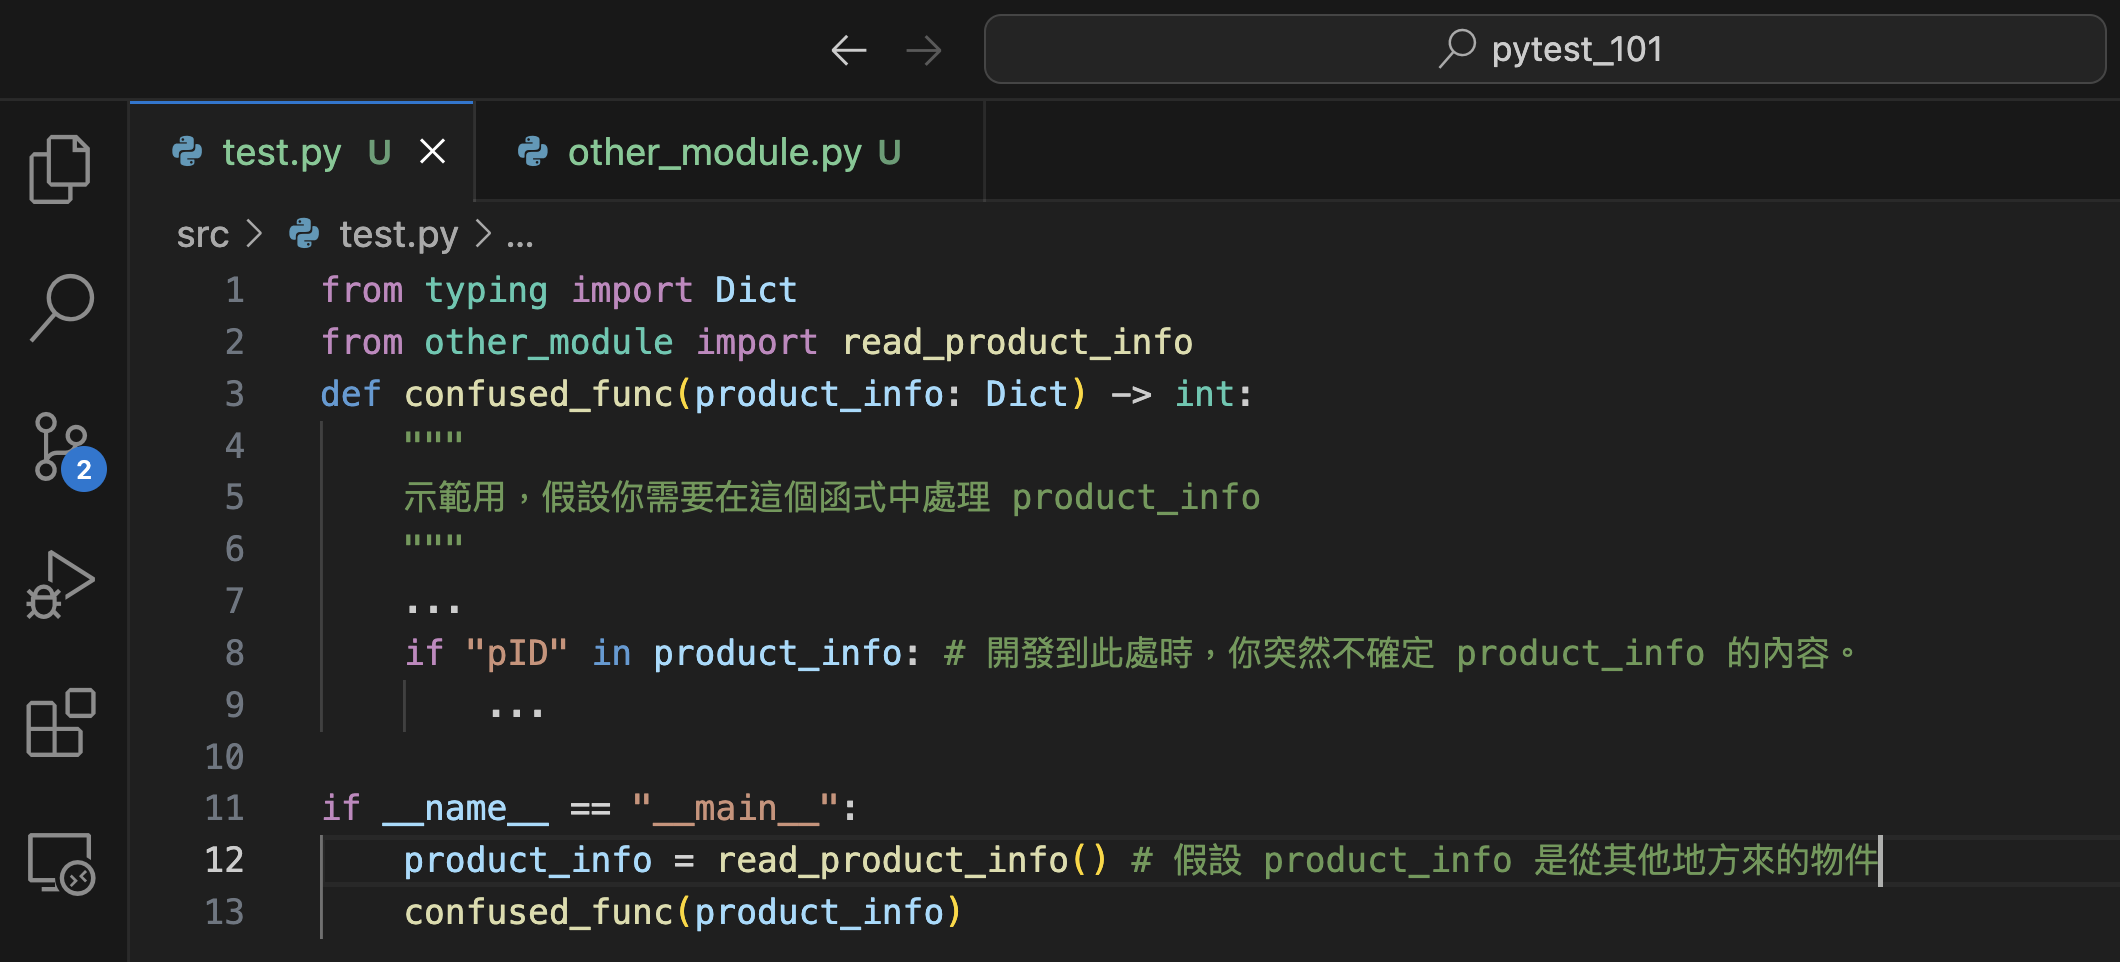 pytest_101
test.py U
other_module.py U
src > test.py > ...
1 from typing import Dict
2 from other_module import read_product_info
3 def confused_func(product_info: Dict) -> int:
4 """
5 示範用，假設你需要在這個函式中處理 product_info
6 """
7 ...
8 if "pID" in product_info: # 開發到此處時，你突然不確定 product_info 的內容。
9 ...
10
11 if __name__ == "__main__":
12 product_info = read_product_info() # 假設 product_info 是從其他地方來的物件
13 confused_func(product_info)
2